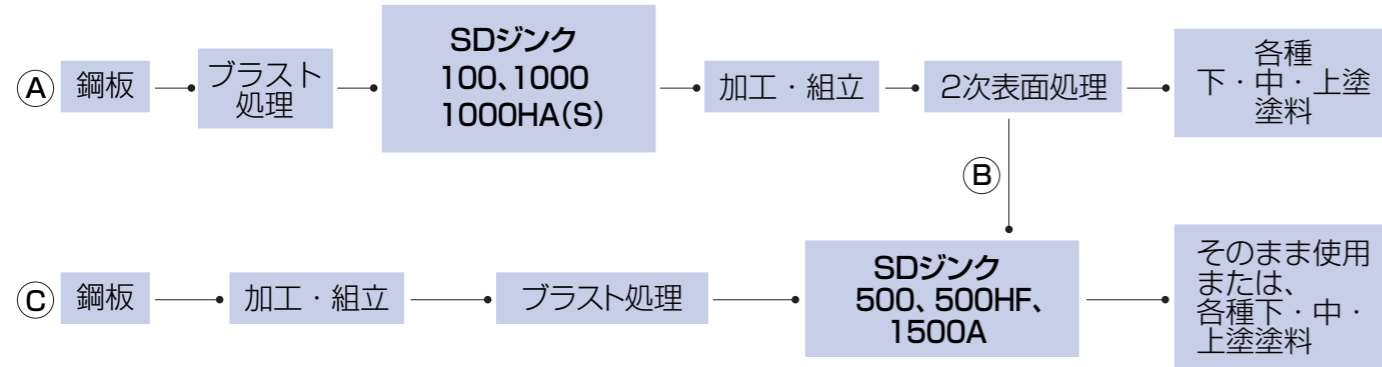 Ⓐ
鋼板
ブラスト
処理
SDジンク
100、1000
1000HA(S)
加工・組立
2次表面処理
各種
下・中・上塗
塗料
Ⓑ
Ⓒ
鋼板
加工・組立
ブラスト処理
SDジンク
500、500HF、
1500A
そのまま使用
または、
各種下・中・
上塗塗料